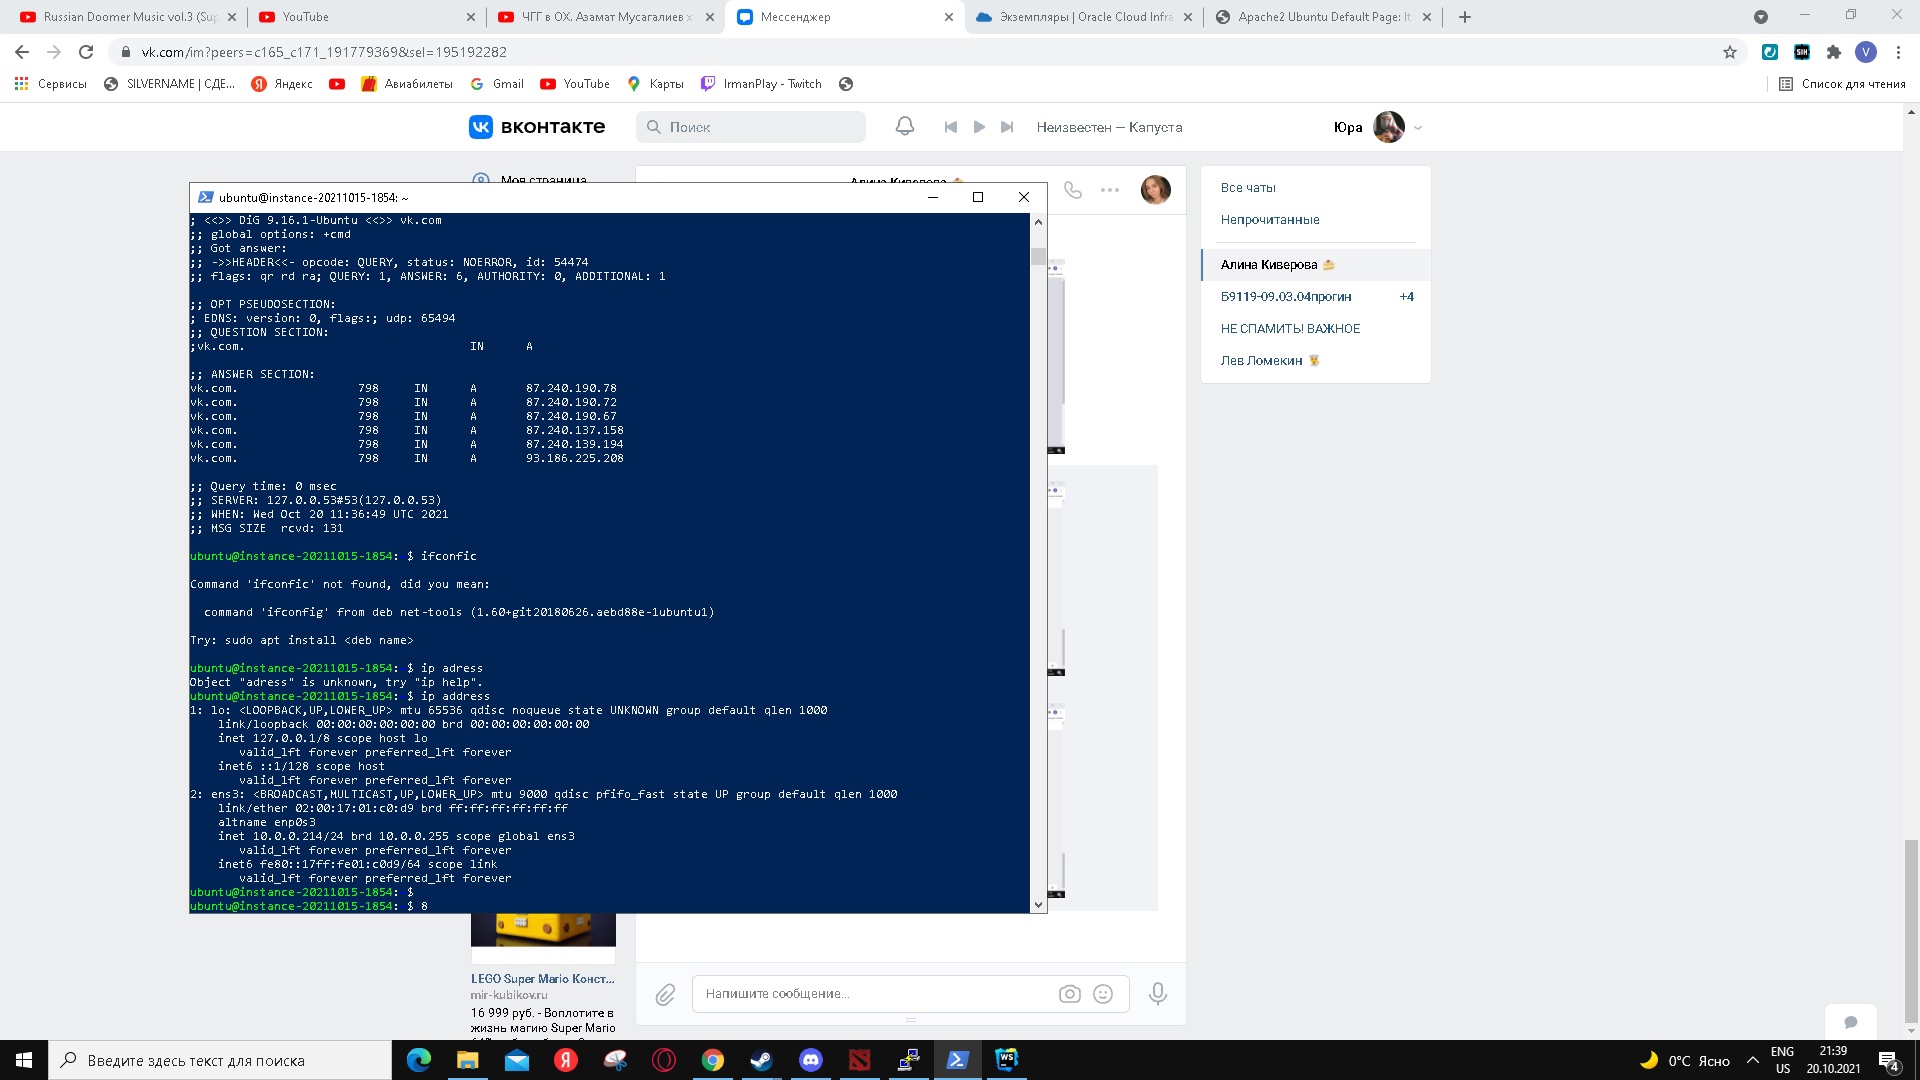 Russian Doomer Music vol.3 (Sup
YouTube
ЧГГ в ОХ. Азамат Мусагалиев х
Мессенджер
Экземпляры | Oracle Cloud Infra
Apache2 Ubuntu Default Page: It
vk.com/im?peers=c165_c171_191779369&sel=195192282
Сервисы
SILVERNAME | СДЕ...
Яндекс
Авиабилеты
Gmail
YouTube
Карты
IrmanPlay - Twitch
Список для чтения
вконтакте
Поиск
Неизвестен — Капуста
Юра
Моя страница
Алина Киверова
Все чаты
Непрочитанные
Алина Киверова
Б9119-09.03.04прогин +4
НЕ СПАМИТЬ! ВАЖНОЕ
Лев Ломекин
ubuntu@instance-20211015-1854: ~
; <<>> DiG 9.16.1-Ubuntu <<>> vk.com
;; global options: +cmd
;; Got answer:
;; ->>HEADER<<- opcode: QUERY, status: NOERROR, id: 54474
;; flags: qr rd ra; QUERY: 1, ANSWER: 6, AUTHORITY: 0, ADDITIONAL: 1
;; OPT PSEUDOSECTION:
; EDNS: version: 0, flags:; udp: 65494
;; QUESTION SECTION:
;vk.com. IN A
;; ANSWER SECTION:
vk.com. 798 IN A 87.240.190.78
vk.com. 798 IN A 87.240.190.72
vk.com. 798 IN A 87.240.190.67
vk.com. 798 IN A 87.240.137.158
vk.com. 798 IN A 87.240.139.194
vk.com. 798 IN A 93.186.225.208
;; Query time: 0 msec
;; SERVER: 127.0.0.53#53(127.0.0.53)
;; WHEN: Wed Oct 20 11:36:49 UTC 2021
;; MSG SIZE rcvd: 131
ubuntu@instance-20211015-1854: $ ifconfic
Command 'ifconfic' not found, did you mean:
command 'ifconfig' from deb net-tools (1.60+git20180626.aebd88e-1ubuntu1)
Try: sudo apt install <deb name>
ubuntu@instance-20211015-1854: $ ip adress
Object "adress" is unknown, try "ip help".
ubuntu@instance-20211015-1854: $ ip address
1: lo: <LOOPBACK,UP,LOWER_UP> mtu 65536 qdisc noqueue state UNKNOWN group default qlen 1000
link/loopback 00:00:00:00:00:00 brd 00:00:00:00:00:00
inet 127.0.0.1/8 scope host lo
valid_lft forever preferred_lft forever
inet6 ::1/128 scope host
valid_lft forever preferred_lft forever
2: ens3: <BROADCAST,MULTICAST,UP,LOWER_UP> mtu 9000 qdisc pfifo_fast state UP group default qlen 1000
link/ether 02:00:17:01:c0:d9 brd ff:ff:ff:ff:ff:ff
altname enp0s3
inet 10.0.0.214/24 brd 10.0.0.255 scope global ens3
valid_lft forever preferred_lft forever
inet6 fe80::17ff:fe01:c0d9/64 scope link
valid_lft forever preferred_lft forever
ubuntu@instance-20211015-1854: $
ubuntu@instance-20211015-1854: $ 8
LEGO Super Mario Конст...
mir-kubikov.ru
16 999 руб. - Воплотите в
жизнь магию Super Mario
Напишите сообщение...
Введите здесь текст для поиска
0°C Ясно
ENG
US
21:39
20.10.2021
4